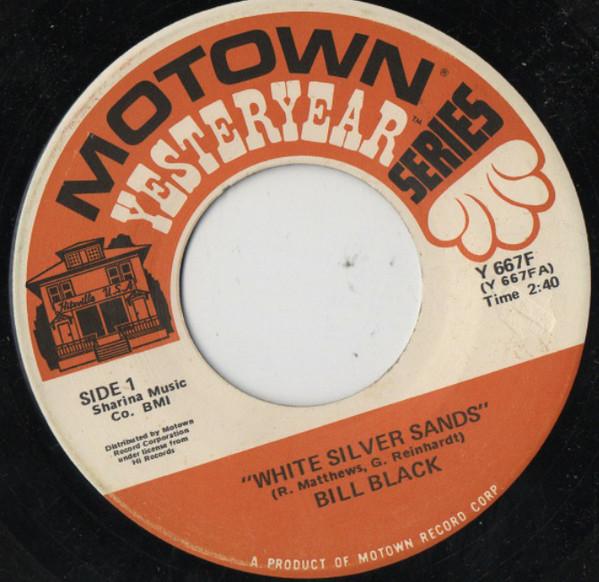 MOTOWN®
YESTERYEAR™
SERIES
Hitsville U.S.A.
Y 667F
(Y 667FA)
Time 2:40
SIDE 1
Sharina Music
Co. BMI
Distributed by Motown
Record Corporation
under license from
Hi Records
"WHITE SILVER SANDS"
(R. Matthews, G. Reinhardt)
BILL BLACK
A PRODUCT OF MOTOWN RECORD CORP